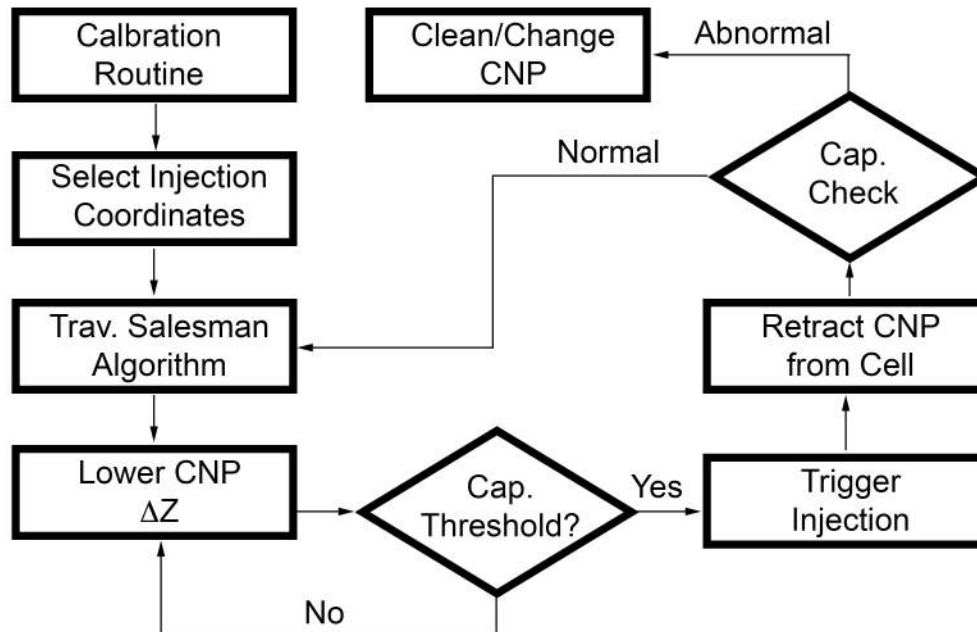 Calbration
Routine
Clean/Change
CNP
Abnormal
Select Injection
Coordinates
Normal
Cap.
Check
Trav. Salesman
Algorithm
Retract CNP
from Cell
Lower CNP
ΔZ
Cap.
Threshold?
Yes
Trigger
Injection
No